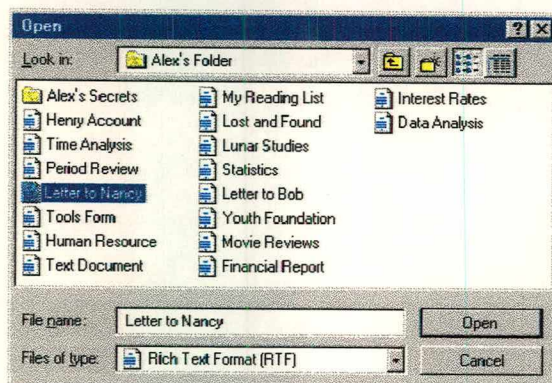 Open
Look in: Alex's Folder
Alex's Secrets
Henry Account
Time Analysis
Period Review
Letter to Nancy
Tools Form
Human Resource
Text Document
My Reading List
Lost and Found
Lunar Studies
Statistics
Letter to Bob
Youth Foundation
Movie Reviews
Financial Report
Interest Rates
Data Analysis
File name: Letter to Nancy Open
Files of type: Rich Text Format (RTF) Cancel